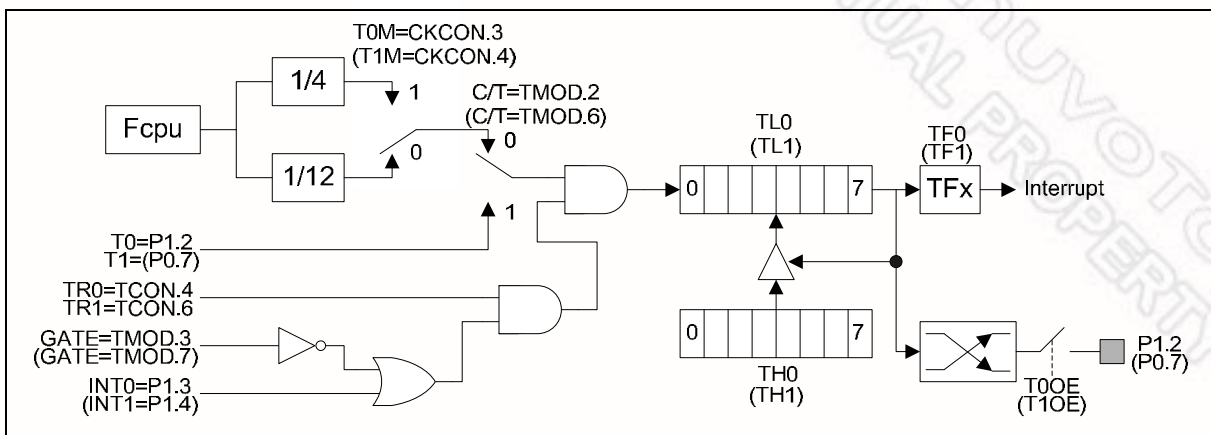 T0M=CKCON.3
(T1M=CKCON.4)
1/4
1
C/T=TMOD.2
(C/T=TMOD.6)
Fcpu
0
0
1/12
1
T0=P1.2
T1=(P0.7)
TR0=TCON.4
TR1=TCON.6
GATE=TMOD.3
(GATE=TMOD.7)
INT0=P1.3
(INT1=P1.4)
TL0
(TL1)
0 7
TF0
(TF1)
TFx
Interrupt
0 7
TH0
(TH1)
P1.2
(P0.7)
T0OE
(T1OE)